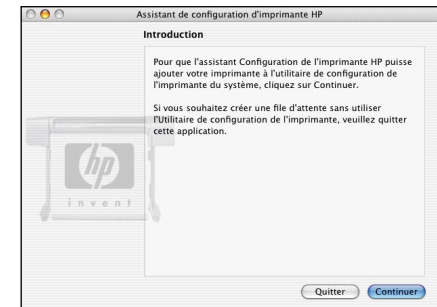 Assistant de configuration d'imprimante HP
Introduction
Pour que l'assistant Configuration de l'imprimante HP puisse
ajouter votre imprimante à l'utilitaire de configuration de
l'imprimante du système, cliquez sur Continuer.
Si vous souhaitez créer une file d'attente sans utiliser
l'Utilitaire de configuration de l'imprimante, veuillez quitter
cette application.
hp
invent
Quitter
Continuer